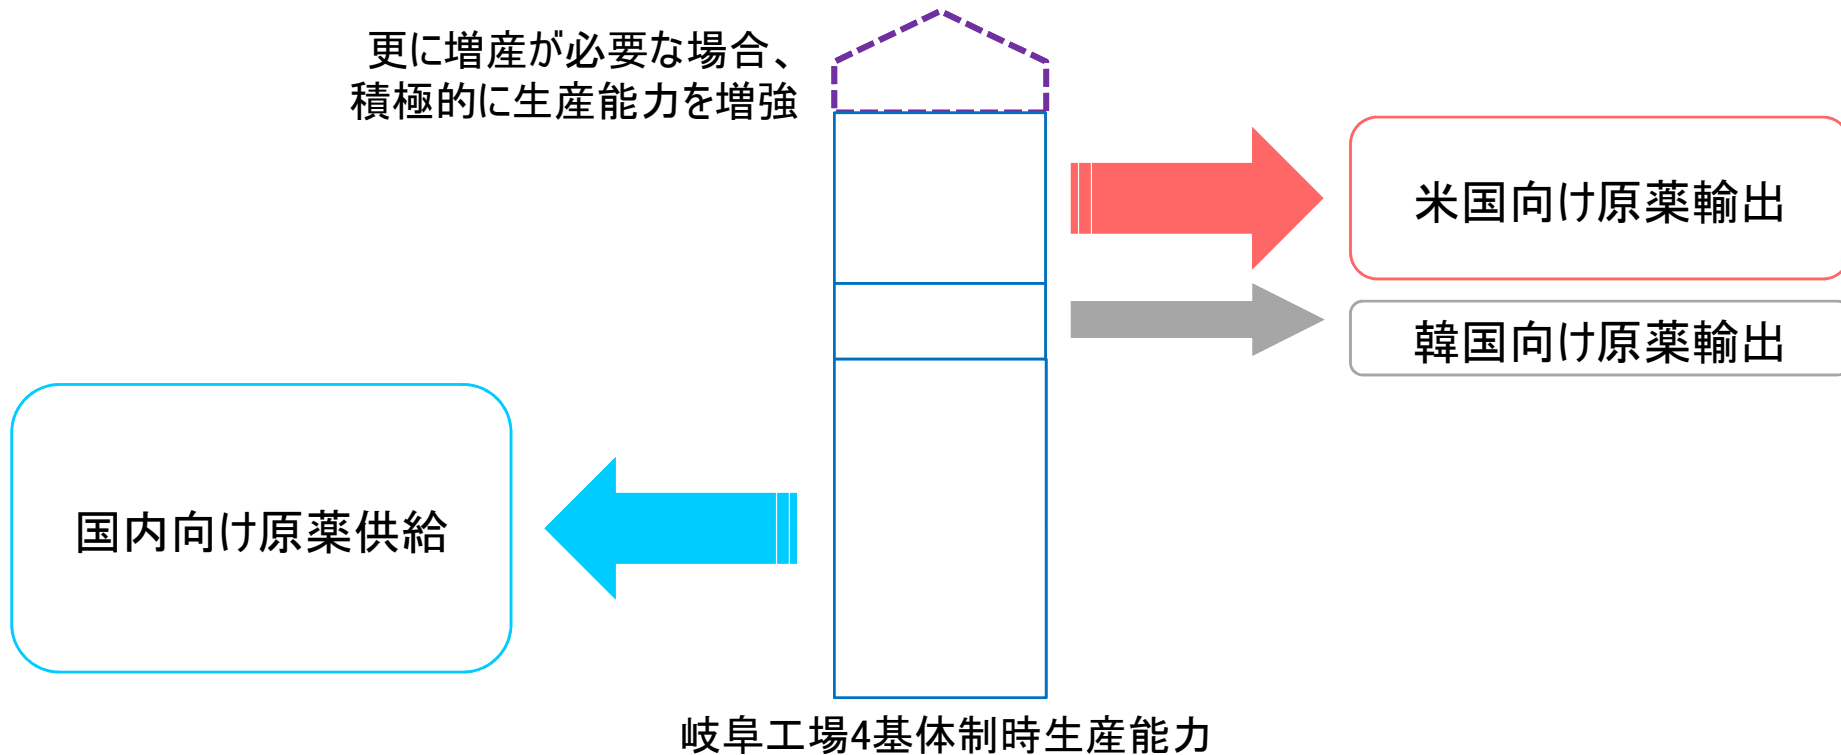 更に増産が必要な場合、
積極的に生産能力を増強
米国向け原薬輸出
韓国向け原薬輸出
国内向け原薬供給
岐阜工場4基体制時生産能力